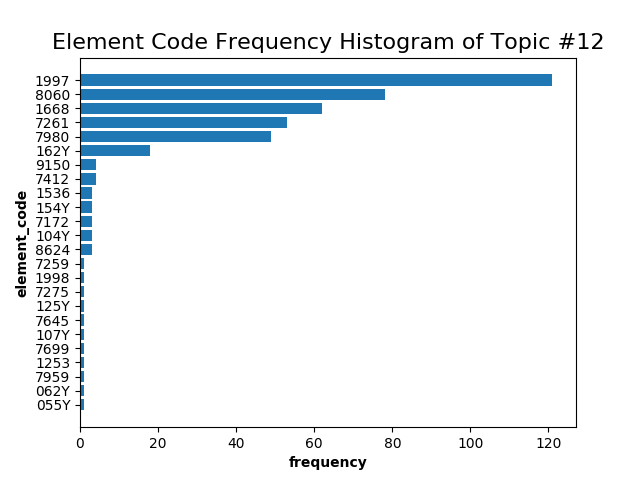 Element Code Frequency Histogram of Topic #12
element_code
1997
8060
1668
7261
7980
162Y
9150
7412
1536
154Y
7172
104Y
8624
7259
1998
7275
125Y
7645
107Y
7699
1253
7959
062Y
055Y
0 20 40 60 80 100 120
frequency